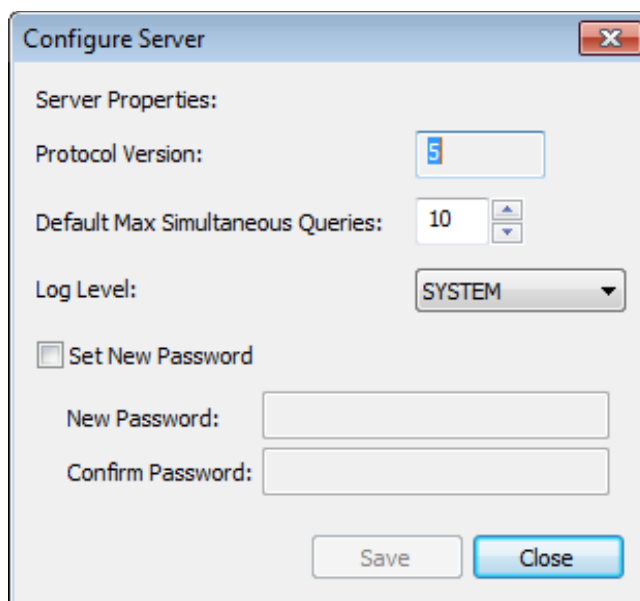 Configure Server
Server Properties:
Protocol Version: 5
Default Max Simultaneous Queries: 10
Log Level: SYSTEM
Set New Password
New Password:
Confirm Password:
Save Close